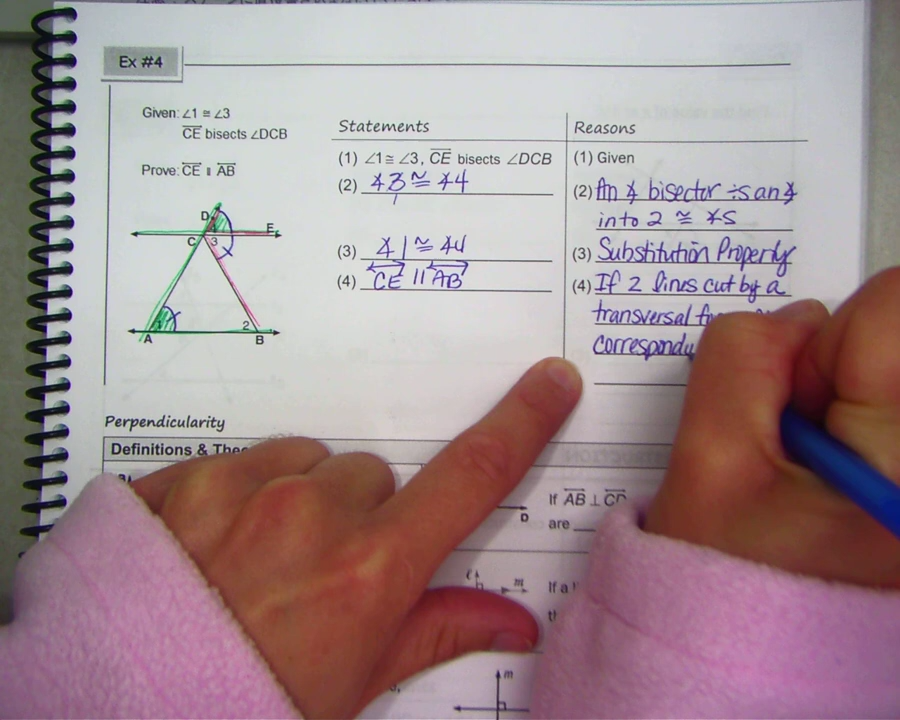 Ex #4
Given: ∠1 ≅ ∠3
CE bisects ∠DCB
Prove: CE ∥ AB
D
4
E
C
3
1
2
A
B
Statements
(1) ∠1 ≅ ∠3, CE bisects ∠DCB
(2) ∡3 ≅ ∡4
(3) ∡1 ≅ ∡4
(4) CE || AB
Reasons
(1) Given
(2) An ∡ bisector ÷s an ∡
into 2 ≅ ∡s
(3) Substitution Property
(4) If 2 lines cut by a
transversal
Perpendicularity
Definitions &
D
If AB ⊥ CD
are
m
If a
m